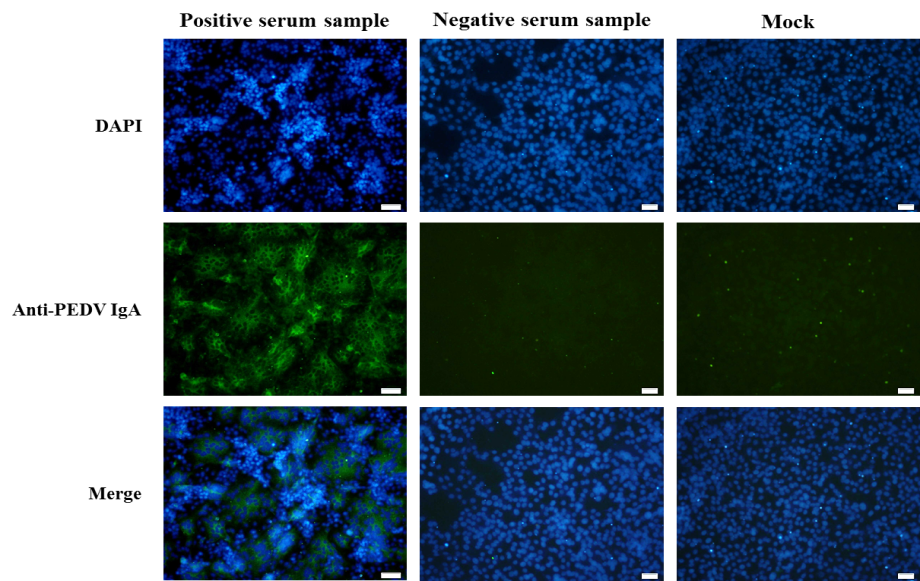 Positive serum sample
Negative serum sample
Mock
DAPI
Anti-PEDV IgA
Merge